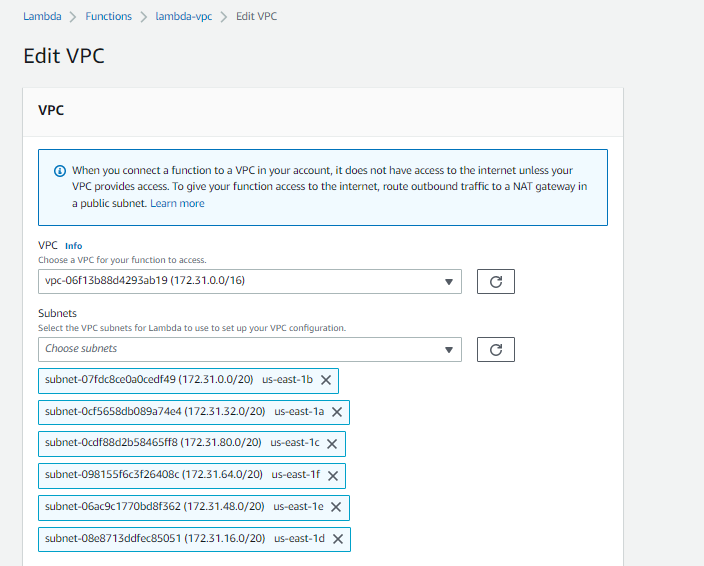 Lambda > Functions > lambda-vpc > Edit VPC
Edit VPC
VPC
When you connect a function to a VPC in your account, it does not have access to the internet unless your
VPC provides access. To give your function access to the internet, route outbound traffic to a NAT gateway in
a public subnet. Learn more
VPC Info
Choose a VPC for your function to access.
vpc-06f13b88d4293ab19 (172.31.0.0/16)
Subnets
Select the VPC subnets for Lambda to use to set up your VPC configuration.
Choose subnets
subnet-07fdc8ce0a0cedf49 (172.31.0.0/20) us-east-1b
subnet-0cf5658db089a74e4 (172.31.32.0/20) us-east-1a
subnet-0cdf88d2b58465ff8 (172.31.80.0/20) us-east-1c
subnet-098155f6c3f26408c (172.31.64.0/20) us-east-1f
subnet-06ac9c1770bd8f362 (172.31.48.0/20) us-east-1e
subnet-08e8713ddfec85051 (172.31.16.0/20) us-east-1d